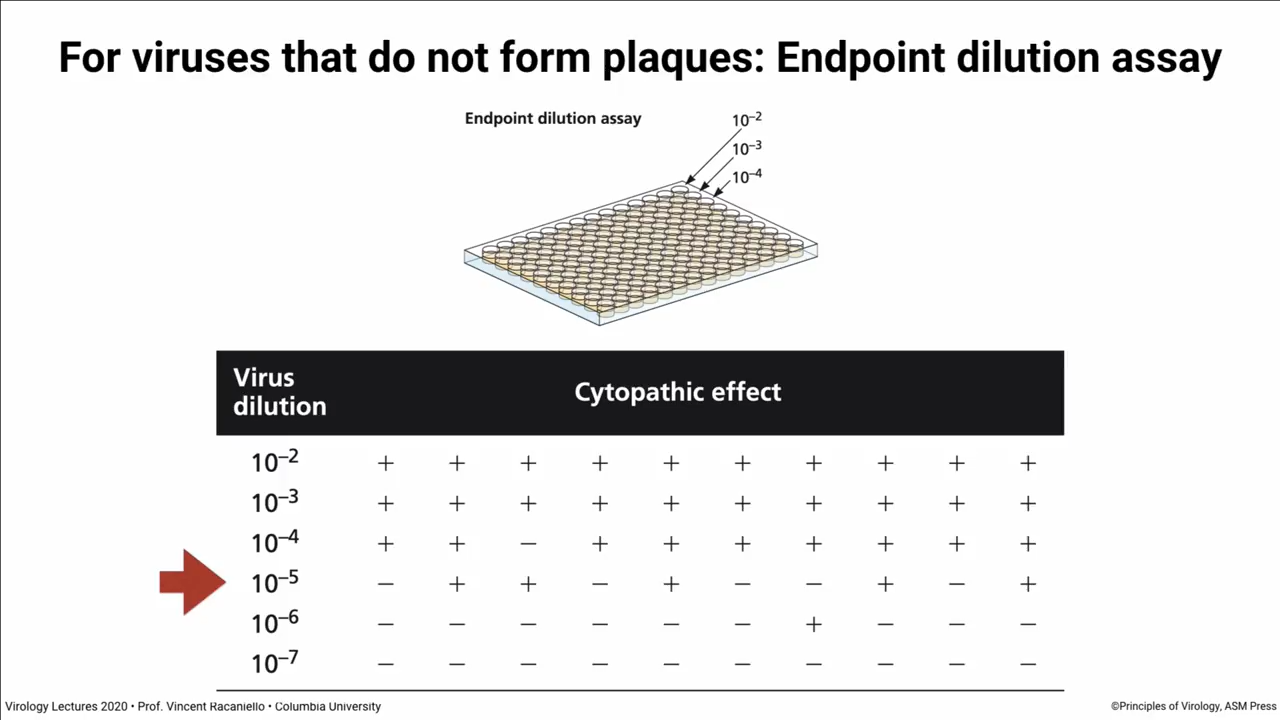 For viruses that do not form plaques: Endpoint dilution assay
Endpoint dilution assay
10⁻²
10⁻³
10⁻⁴
Virus dilution
Cytopathic effect
10⁻² + + + + + + + + + +
10⁻³ + + + + + + + + + +
10⁻⁴ + + − + + + + + + +
10⁻⁵ − + + − + − − + − +
10⁻⁶ − − − − − − + − − −
10⁻⁷ − − − − − − − − − −
Virology Lectures 2020 • Prof. Vincent Racaniello • Columbia University
©Principles of Virology, ASM Press